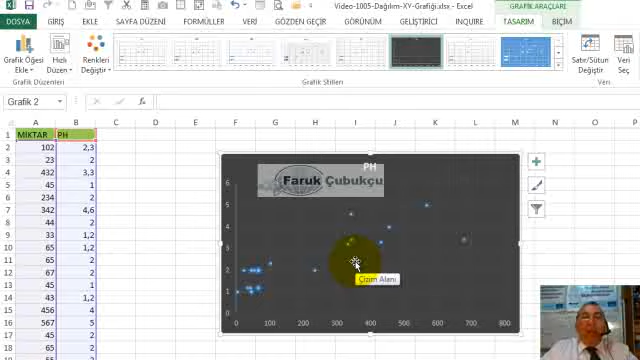 Video-1005-Dağılım-XY-Grafiği.xlsx - Excel
GRAFİK ARAÇLARI
DOSYA GİRİŞ EKLE SAYFA DÜZENİ FORMÜLLER VERİ GÖZDEN GEÇİR GÖRÜNÜM GELİŞTİRİCİ INQUIRE TASARIM BİÇİM
Grafik Öğesi Ekle
Hızlı Düzen
Renkleri Değiştir
Satır/Sütun Değiştir
Veri Seç
Grafik Düzenleri
Grafik Stilleri
Veri
Grafik 2
fx
A B C D E F G H I J K L M N O P
1 MİKTAR PH
2 102 2,3
3 23 2
4 432 3,3
5 45 1
6 234 2
7 342 4,6
8 44 2
9 33 1,2
10 65 1,2
11 65 2
12 67 2
13 45 1
14 43 1,2
15 456 4
16 567 5
17 45 2
18 68 2
PH
Faruk Çubukçu
6
5
4
3
2
1
0
0 100 200 300 400 500 600 700 800
Çizim Alanı